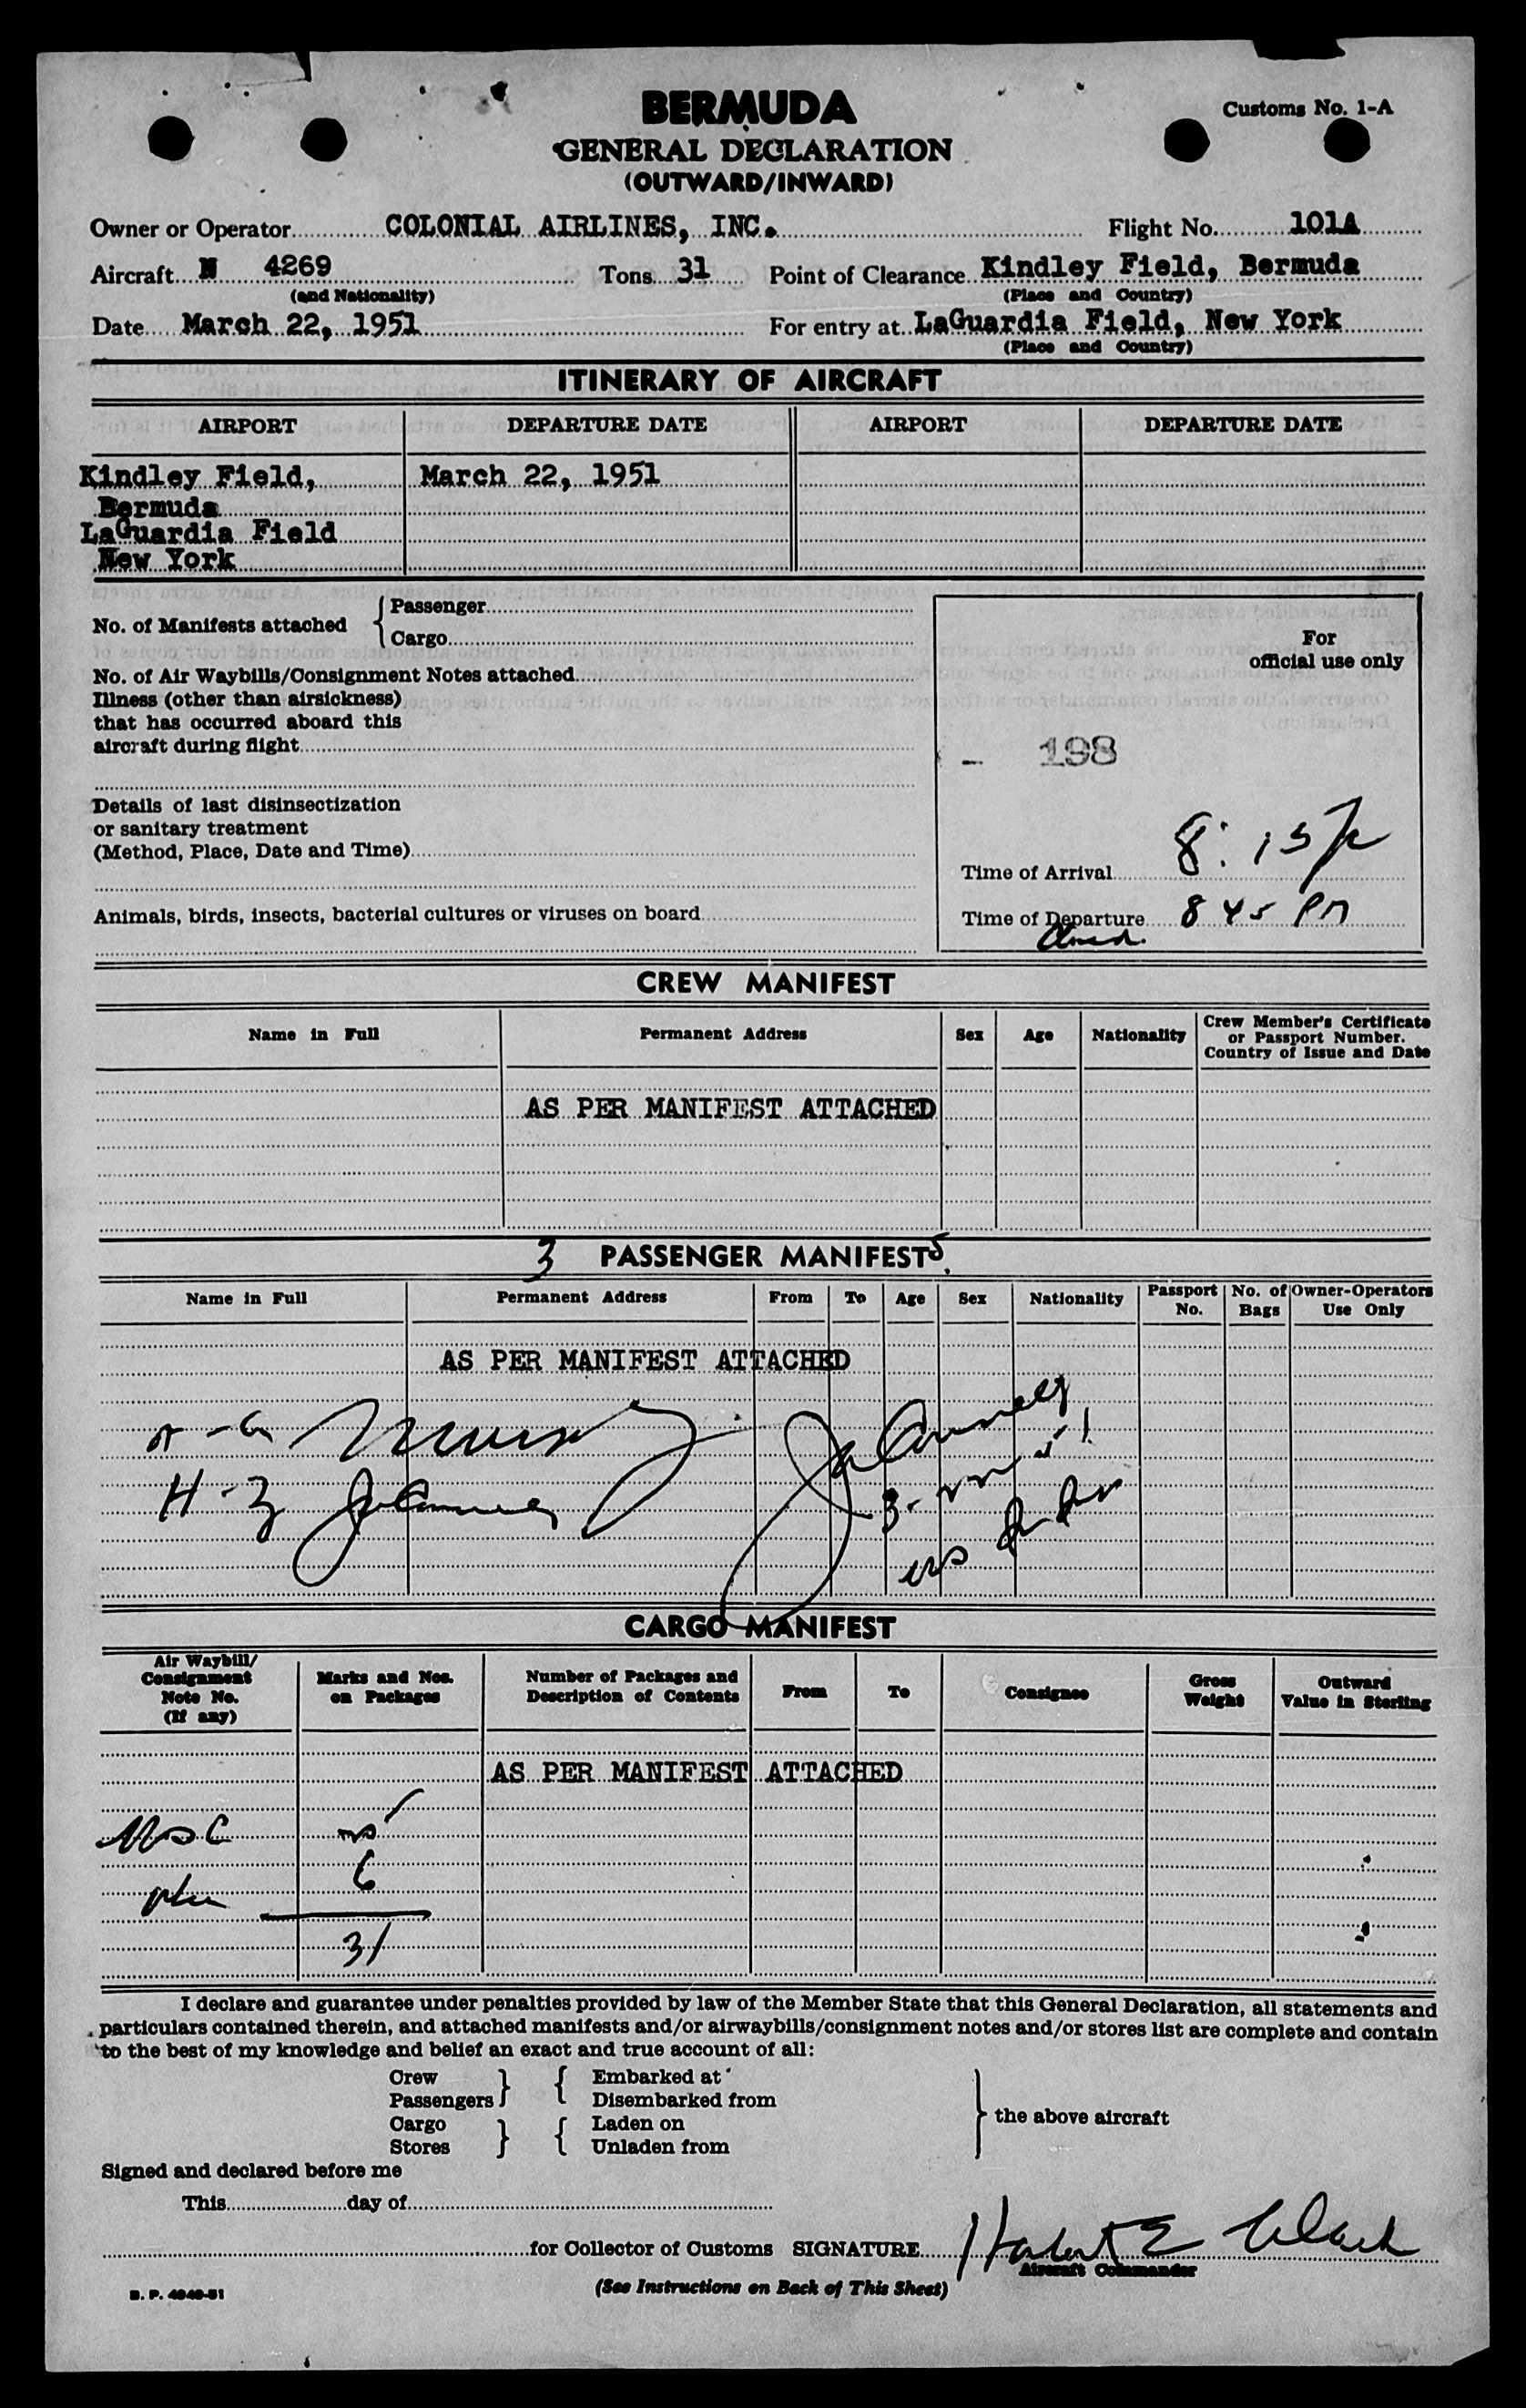 BERMUDA
Customs No. 1-A
GENERAL DECLARATION
(OUTWARD/INWARD)
Owner or Operator COLONIAL AIRLINES, INC. Flight No. 101A
Aircraft N 4269 Tons 31 Point of Clearance Kindley Field, Bermuda
(and Nationality) (Place and Country)
Date March 22, 1951 For entry at LaGuardia Field, New York
(Place and Country)
ITINERARY OF AIRCRAFT
AIRPORT DEPARTURE DATE AIRPORT DEPARTURE DATE
Kindley Field, March 22, 1951
Bermuda
LaGuardia Field
New York
No. of Manifests attached { Passenger
Cargo
For
official use only
No. of Air Waybills/Consignment Notes attached
Illness (other than airsickness)
that has occurred aboard this
aircraft during flight
- 198
Details of last disinsectization
or sanitary treatment
(Method, Place, Date and Time)
Time of Arrival 8:15
Animals, birds, insects, bacterial cultures or viruses on board
Time of Departure 8 45 PM
CREW MANIFEST
Name in Full Permanent Address Sex Age Nationality Crew Member's Certificate or Passport Number. Country of Issue and Date
AS PER MANIFEST ATTACHED
3 PASSENGER MANIFESTS
Name in Full Permanent Address From To Age Sex Nationality Passport No. No. of Bags Owner-Operators Use Only
AS PER MANIFEST ATTACHED
H-Z
CARGO MANIFEST
Air Waybill/ Consignment Note No. (If any) Marks and Nos. on Packages Number of Packages and Description of Contents From To Consignee Gross Weight Outward Value in Sterling
AS PER MANIFEST ATTACHED
USC
6
31
I declare and guarantee under penalties provided by law of the Member State that this General Declaration, all statements and
particulars contained therein, and attached manifests and/or airwaybills/consignment notes and/or stores list are complete and contain
to the best of my knowledge and belief an exact and true account of all:
Crew } { Embarked at
Passengers } { Disembarked from
Cargo } { Laden on } the above aircraft
Stores } { Unladen from
Signed and declared before me
This day of
for Collector of Customs SIGNATURE Herbert E Clark
Aircraft Commander
B. P. 4040-51
(See Instructions on Back of This Sheet)